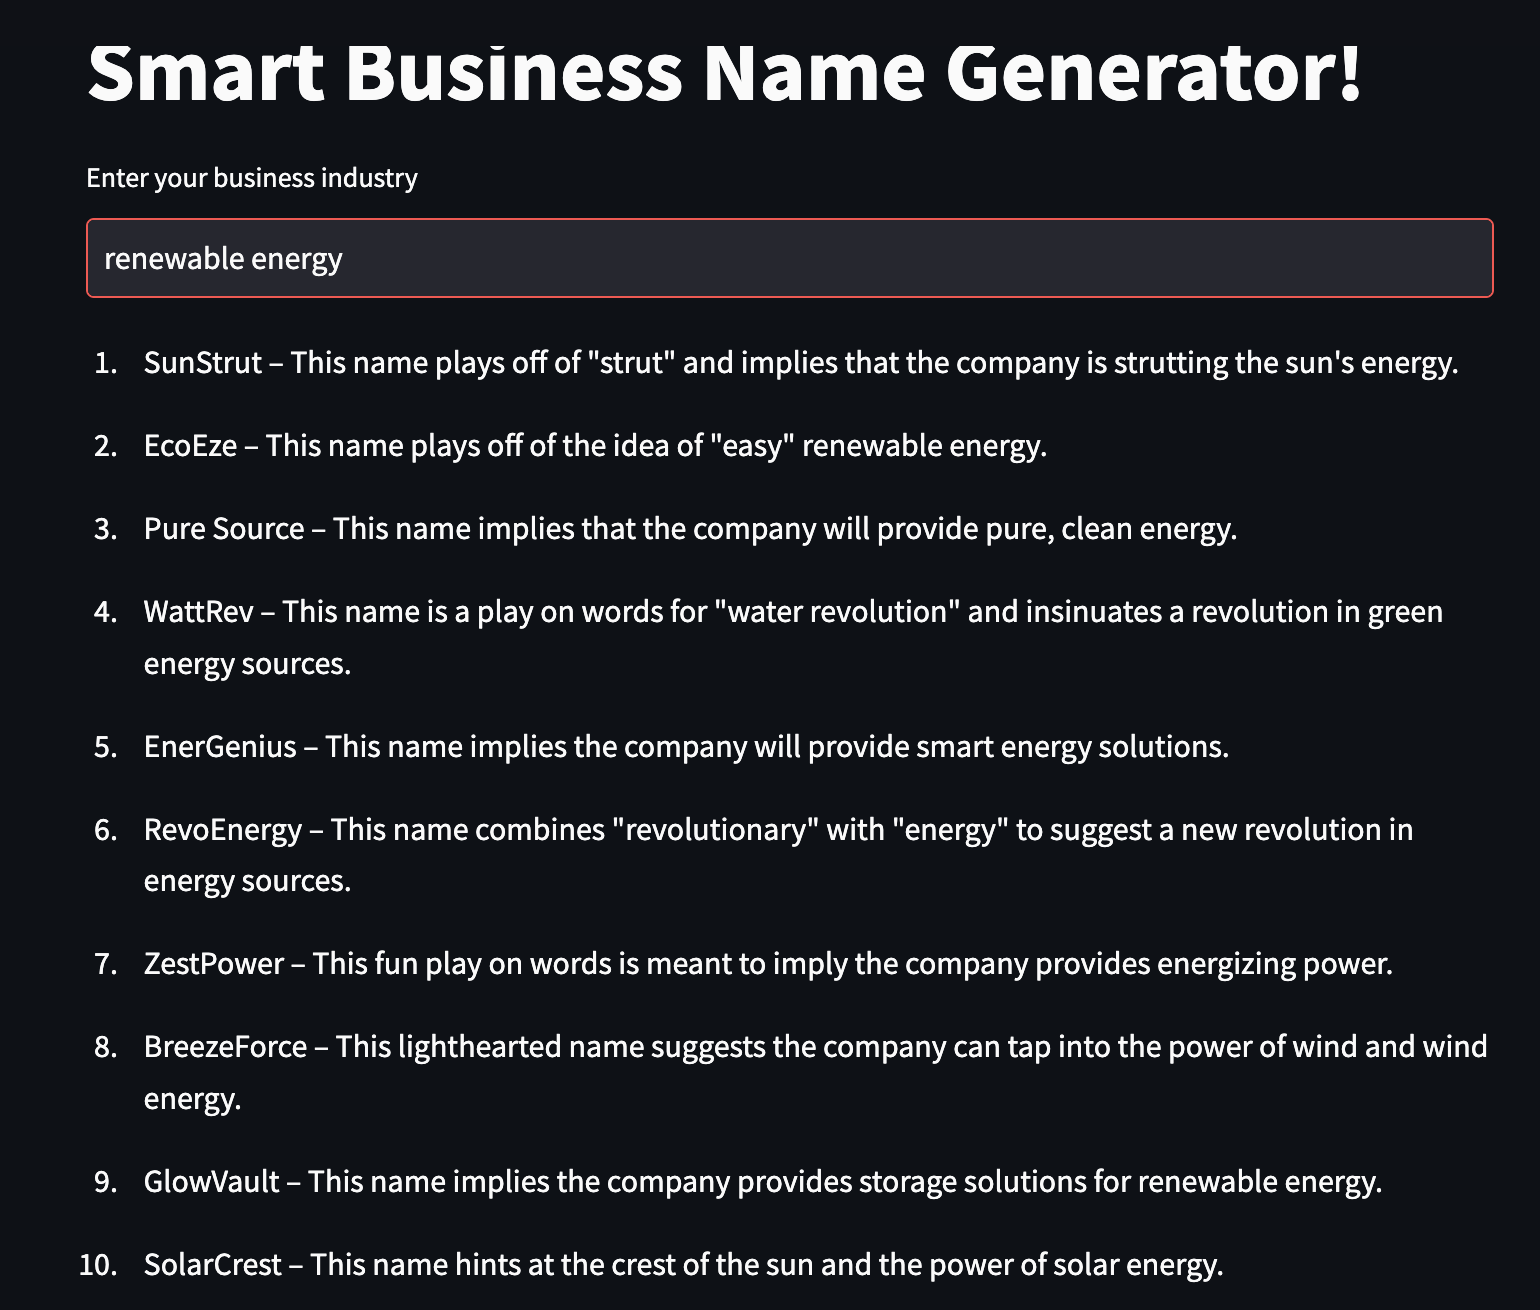 Smart Business Name Generator!
Enter your business industry
renewable energy
1. SunStrut – This name plays off of "strut" and implies that the company is strutting the sun's energy.
2. EcoEze – This name plays off of the idea of "easy" renewable energy.
3. Pure Source – This name implies that the company will provide pure, clean energy.
4. WattRev – This name is a play on words for "water revolution" and insinuates a revolution in green
energy sources.
5. EnerGenius – This name implies the company will provide smart energy solutions.
6. RevoEnergy – This name combines "revolutionary" with "energy" to suggest a new revolution in
energy sources.
7. ZestPower – This fun play on words is meant to imply the company provides energizing power.
8. BreezeForce – This lighthearted name suggests the company can tap into the power of wind and wind
energy.
9. GlowVault – This name implies the company provides storage solutions for renewable energy.
10. SolarCrest – This name hints at the crest of the sun and the power of solar energy.